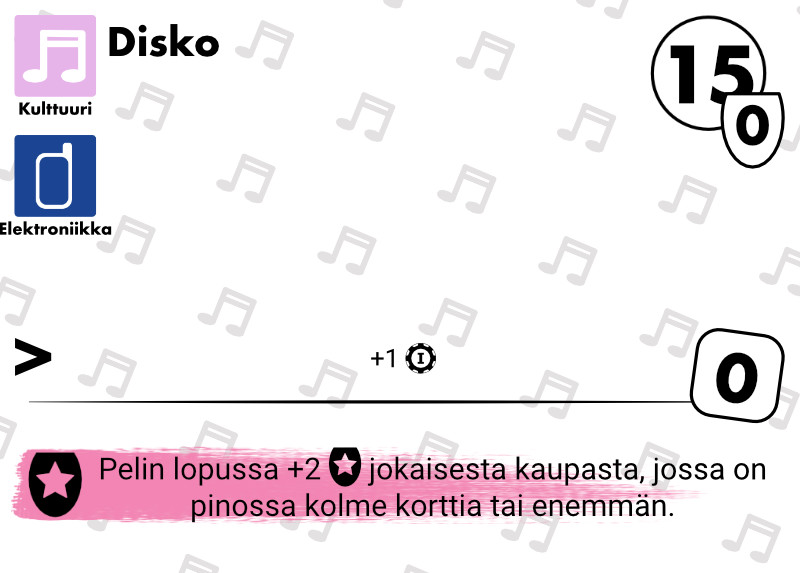 Disko
15
0
Kulttuuri
Elektroniikka
>
+1 I
0
Pelin lopussa +2 jokaisesta kaupasta, jossa on
pinossa kolme korttia tai enemmän.